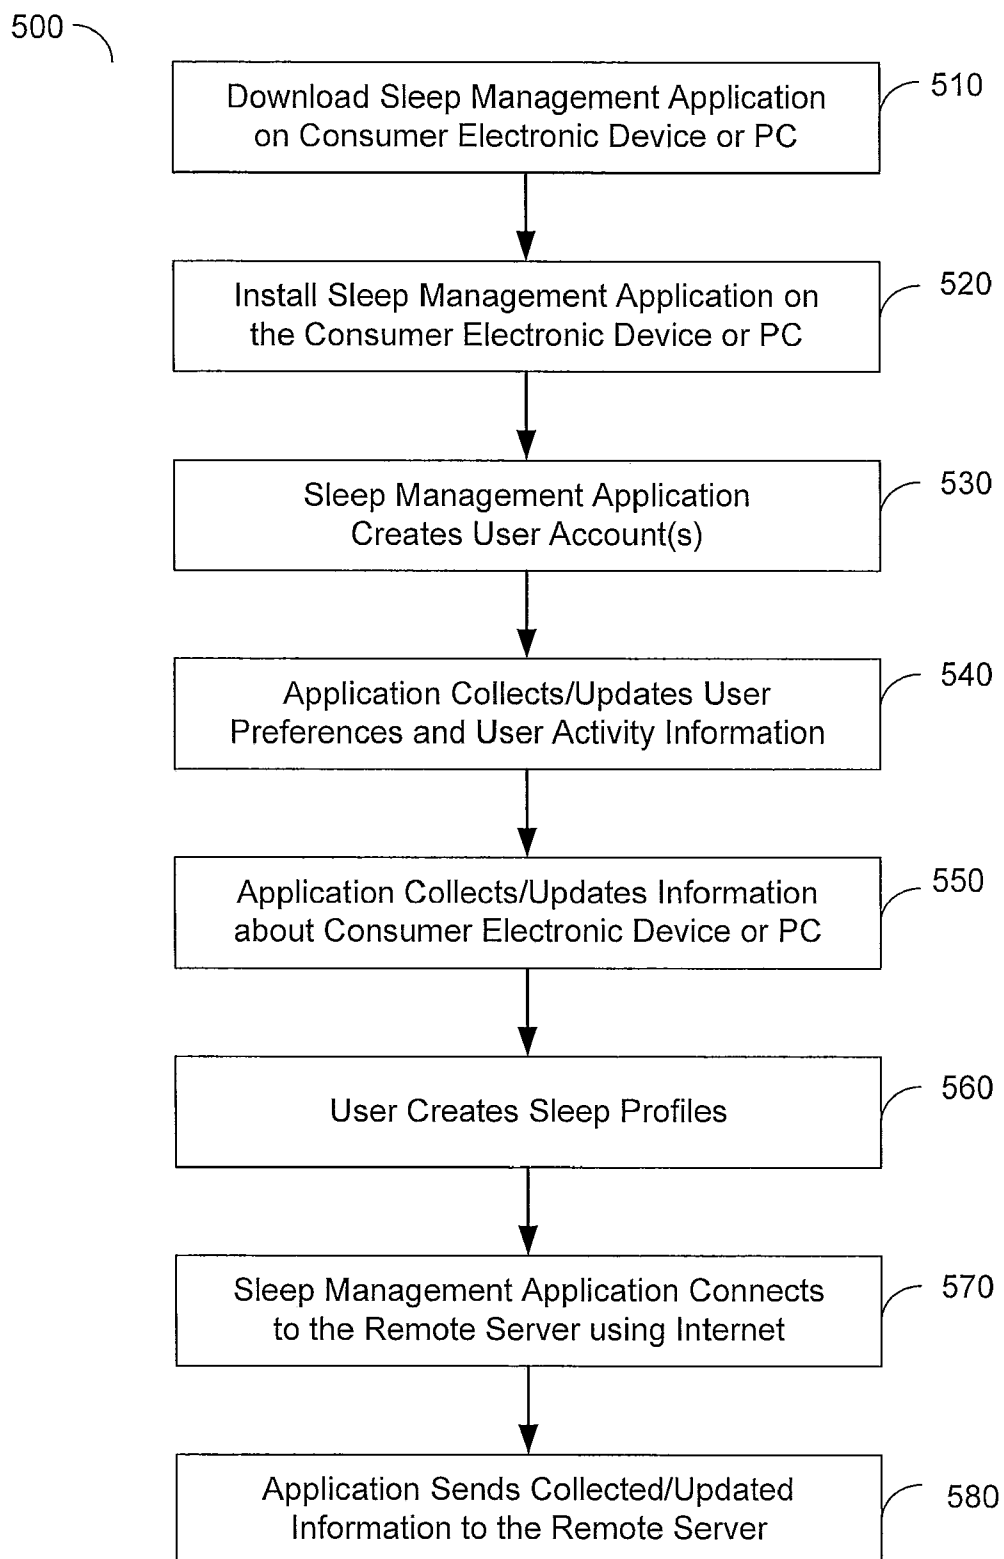 500
Download Sleep Management Application
on Consumer Electronic Device or PC
510
Install Sleep Management Application on
the Consumer Electronic Device or PC
520
Sleep Management Application
Creates User Account(s)
530
Application Collects/Updates User
Preferences and User Activity Information
540
Application Collects/Updates Information
about Consumer Electronic Device or PC
550
User Creates Sleep Profiles
560
Sleep Management Application Connects
to the Remote Server using Internet
570
Application Sends Collected/Updated
Information to the Remote Server
580